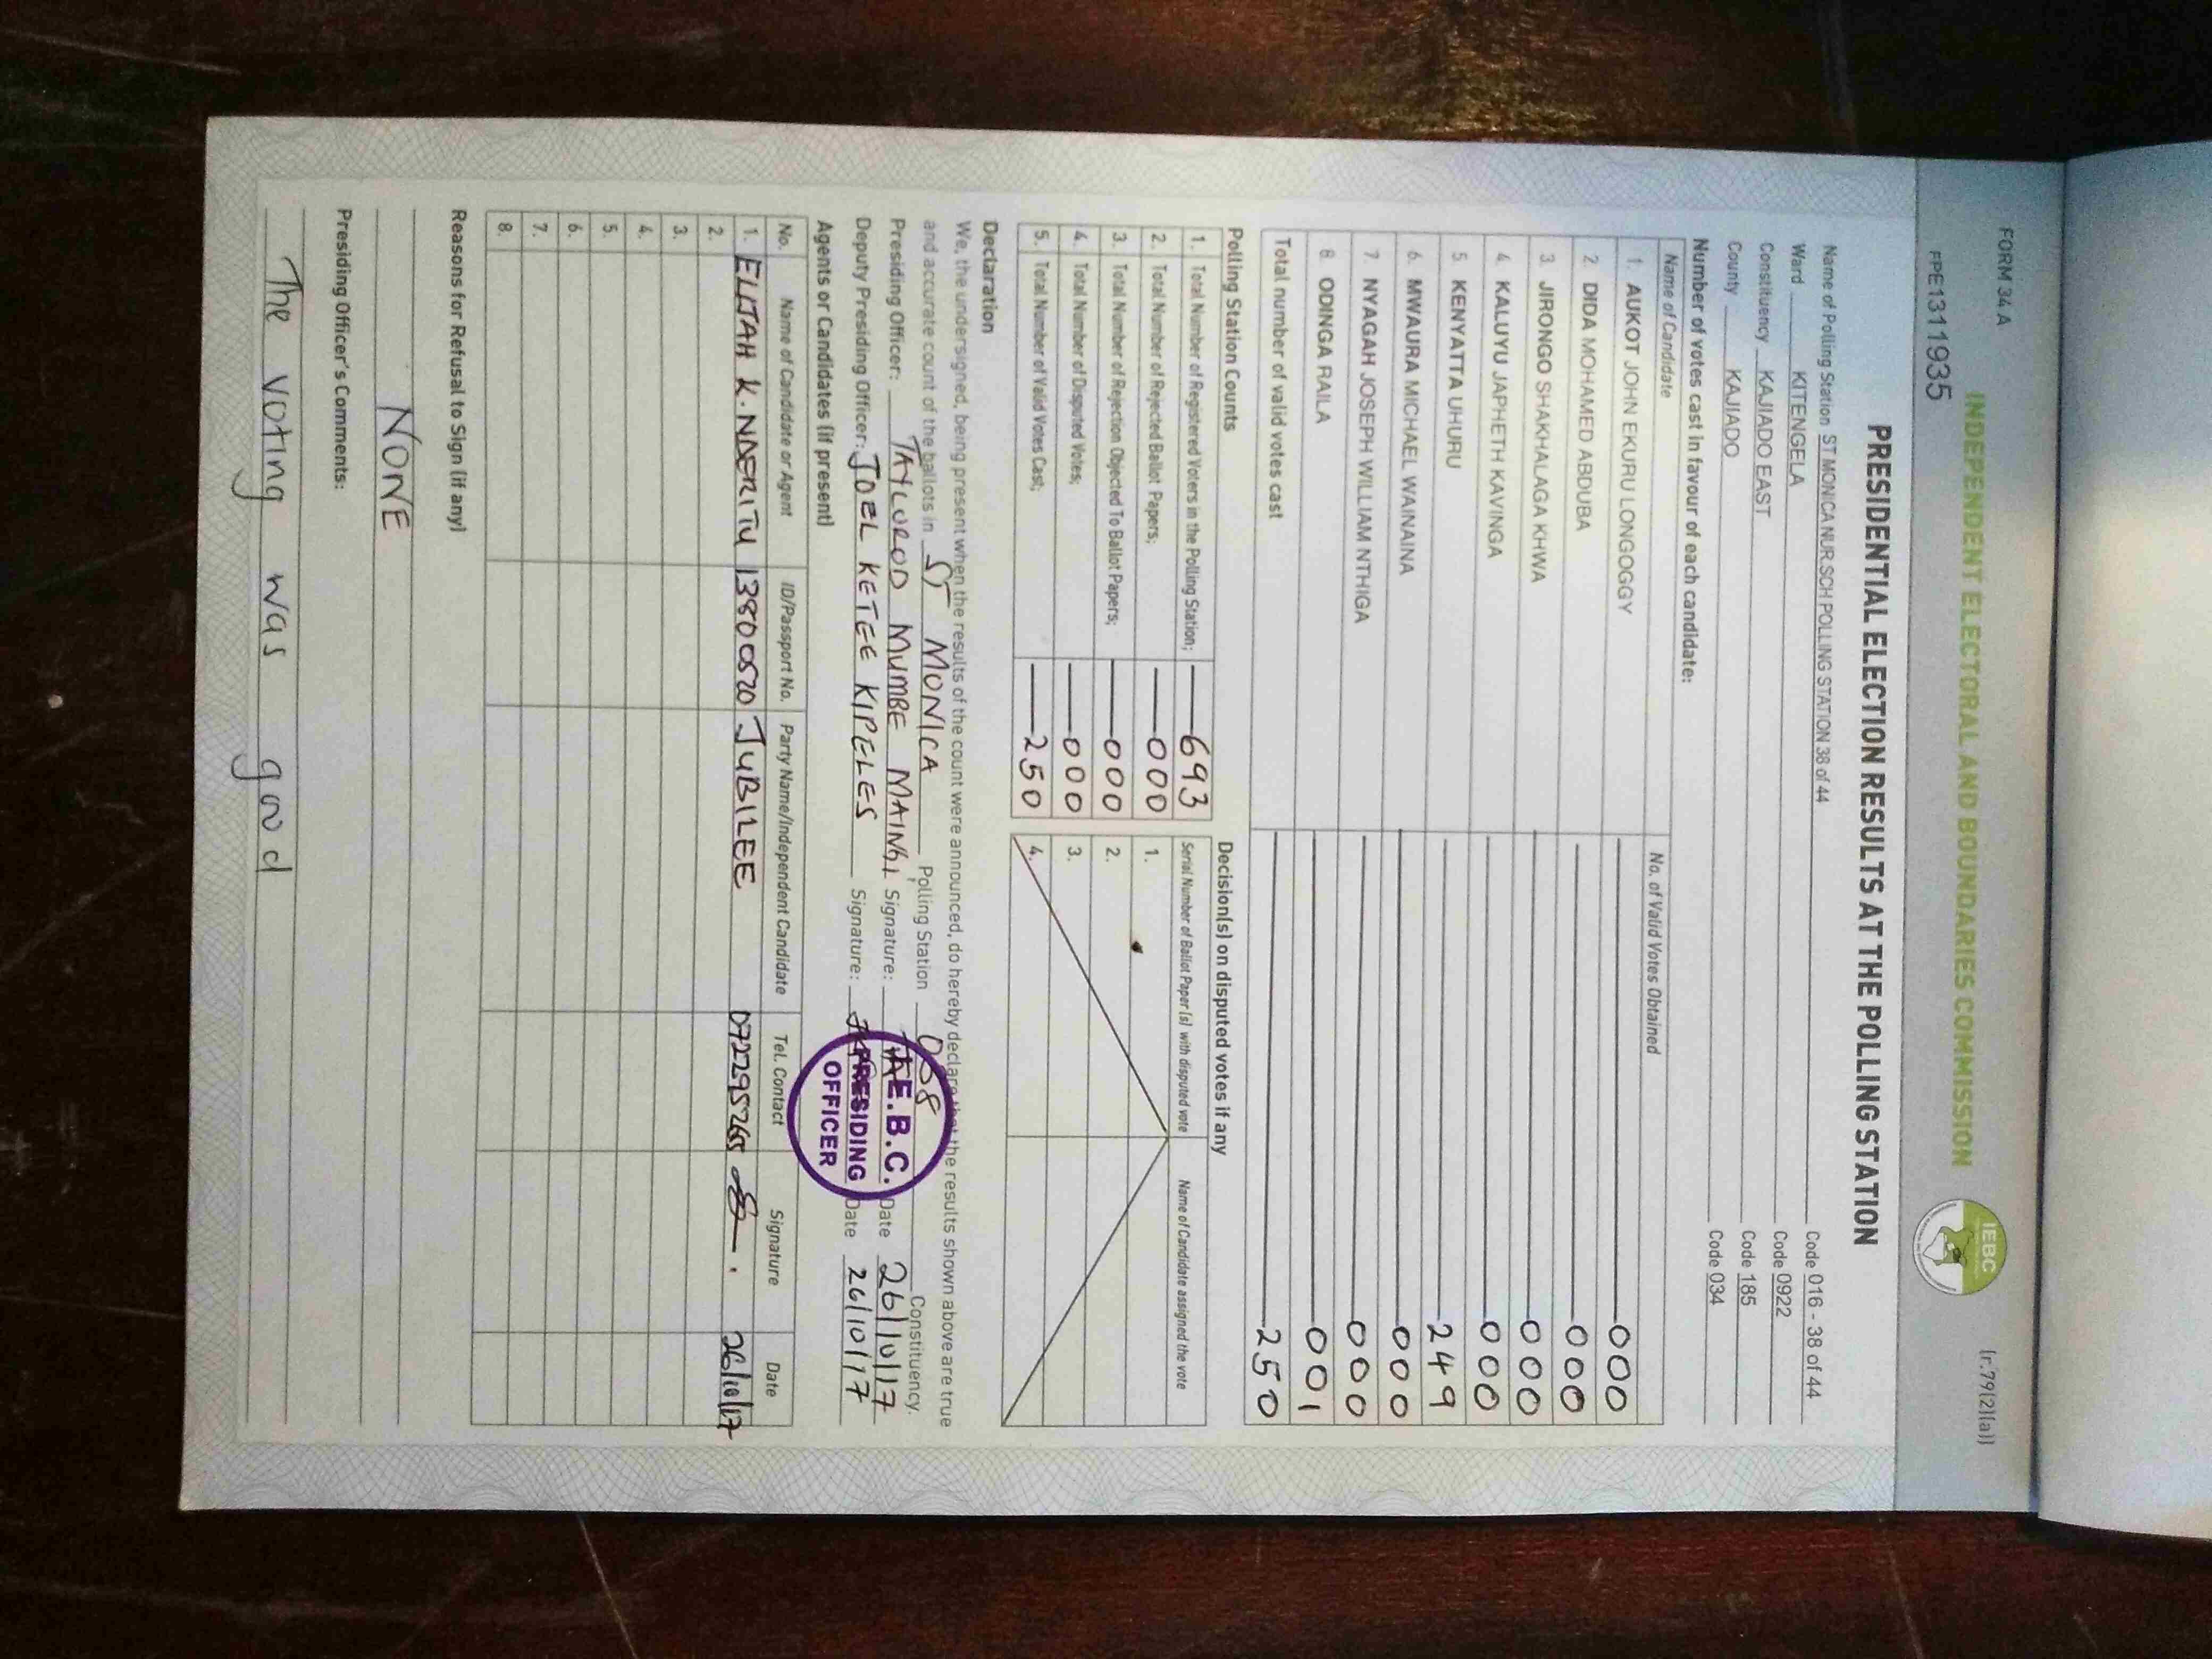 FORM 34 A
(r.79(2)(a))
INDEPENDENT ELECTORAL AND BOUNDARIES COMMISSION
IEBC
FPE1311935
PRESIDENTIAL ELECTION RESULTS AT THE POLLING STATION
Name of Polling Station ST MONICA NUR.SCH POLLING STATION 38 of 44 Code 016 - 38 of 44
Ward KITENGELA Code 0922
Constituency KAJIADO EAST Code 185
County KAJIADO Code 034
Number of votes cast in favour of each candidate:
Name of Candidate No. of Valid Votes Obtained
1. AUKOT JOHN EKURU LONGOGGY 000
2. DIDA MOHAMED ABDUBA 000
3. JIRONGO SHAKHALAGA KHWA 000
4. KALUYU JAPHETH KAVINGA 000
5 KENYATTA UHURU 249
6. MWAURA MICHAEL WAINAINA 000
7. NYAGAH JOSEPH WILLIAM NTHIGA 000
8 ODINGA RAILA 001
Total number of valid votes cast 250
Polling Station Counts
1. Total Number of Registered Voters in the Polling Station; 693
2. Total Number of Rejected Ballot Papers; 000
3. Total Number of Rejection Objected To Ballot Papers; 000
4. Total Number of Disputed Votes; 000
5. Total Number of Valid Votes Cast; 250
Decision(s) on disputed votes if any
Serial Number of Ballot Paper (s) with disputed vote Name of Candidate assigned the vote
1.
2.
3.
4.
Declaration
We, the undersigned, being present when the results of the count were announced, do hereby declare that the results shown above are true
and accurate count of the ballots in ST MONICA Polling Station 038 Constituency.
Presiding Officer: TAYLOROD MUMBE MAINGI Signature: Date 26/10/17
Deputy Presiding Officer: JOEL KETEE KIPELES Signature: Date 26/10/17
I.E.B.C.
PRESIDING
OFFICER
Agents or Candidates (if present)
No. Name of Candidate or Agent ID/Passport No. Party Name/Independent Candidate Tel. Contact Signature Date
1. ELIJAH K. NDERITU 13800520 JUBILEE 0722295265 26/10/17
2.
3.
4.
5.
6.
7.
8.
Reasons for Refusal to Sign (if any)
NONE
Presiding Officer's Comments:
The voting was good